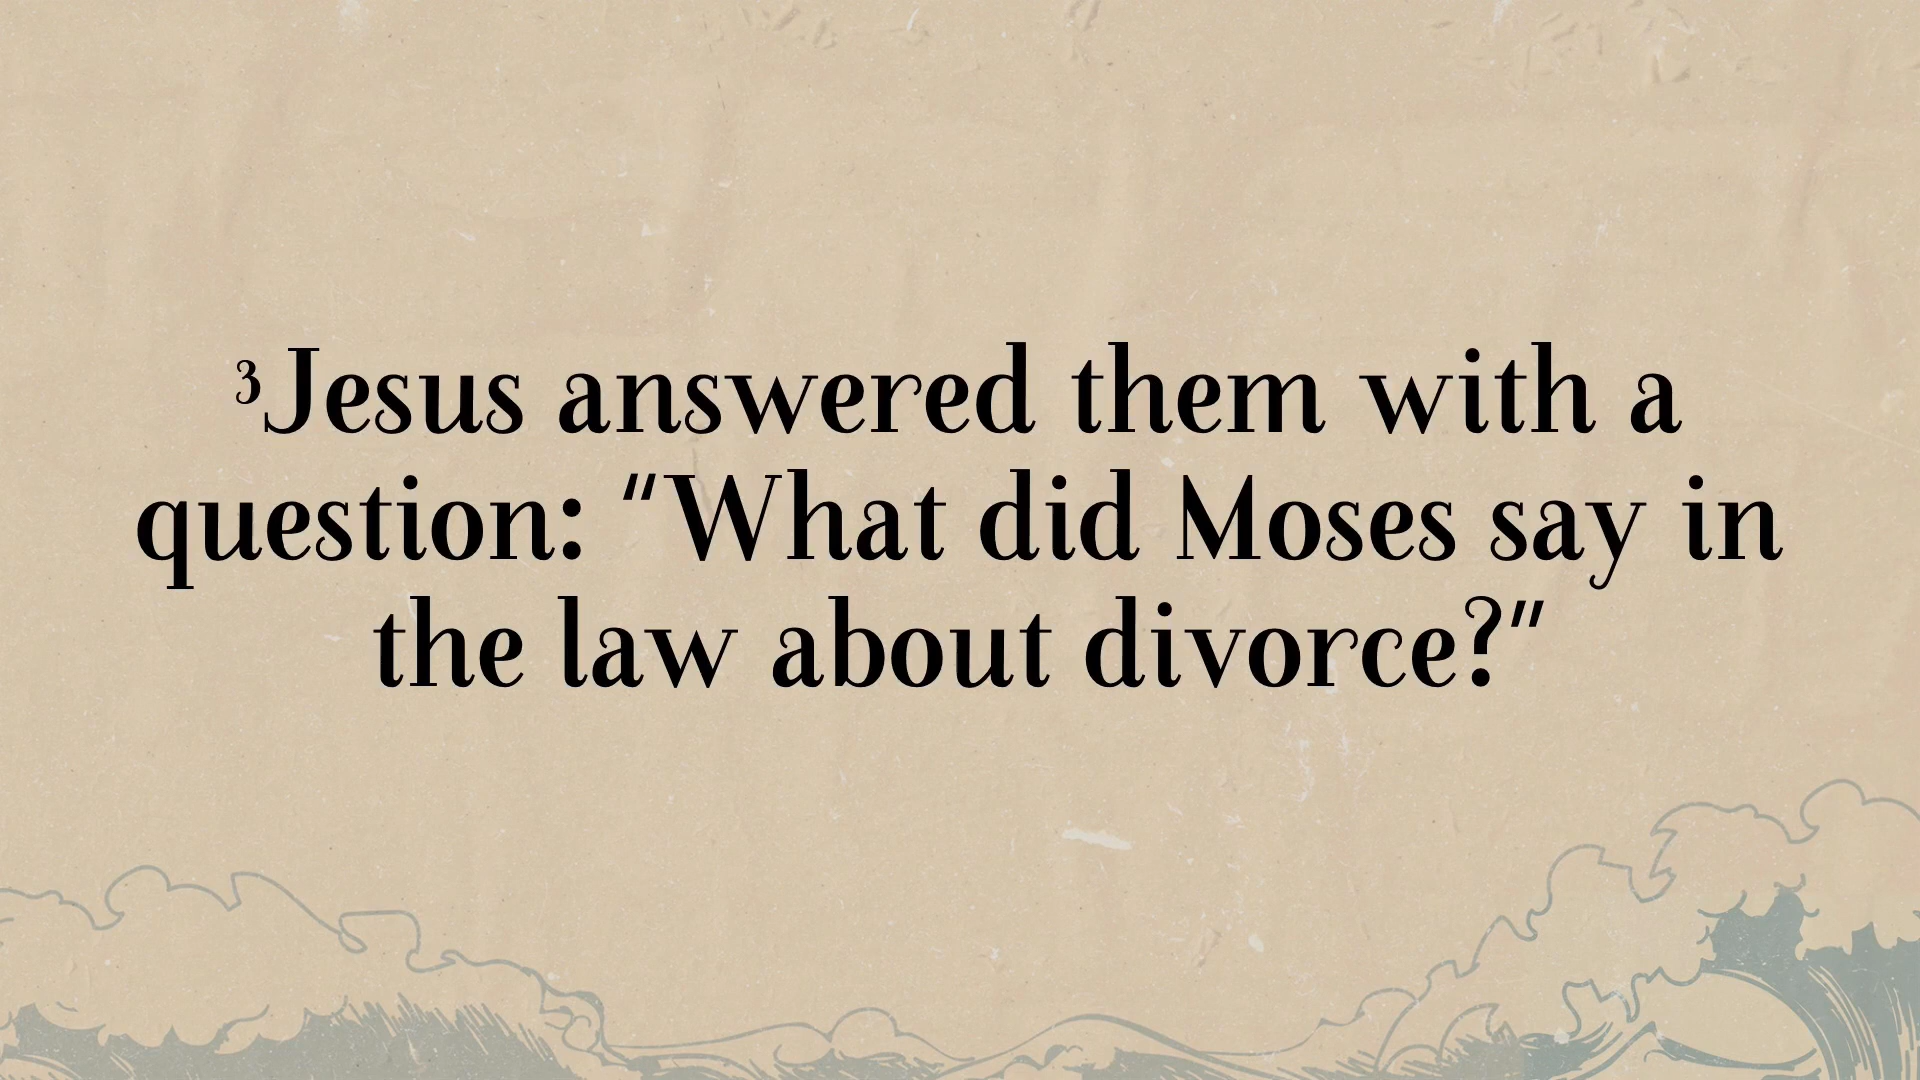 ³Jesus answered them with a
question: “What did Moses say in
the law about divorce?”